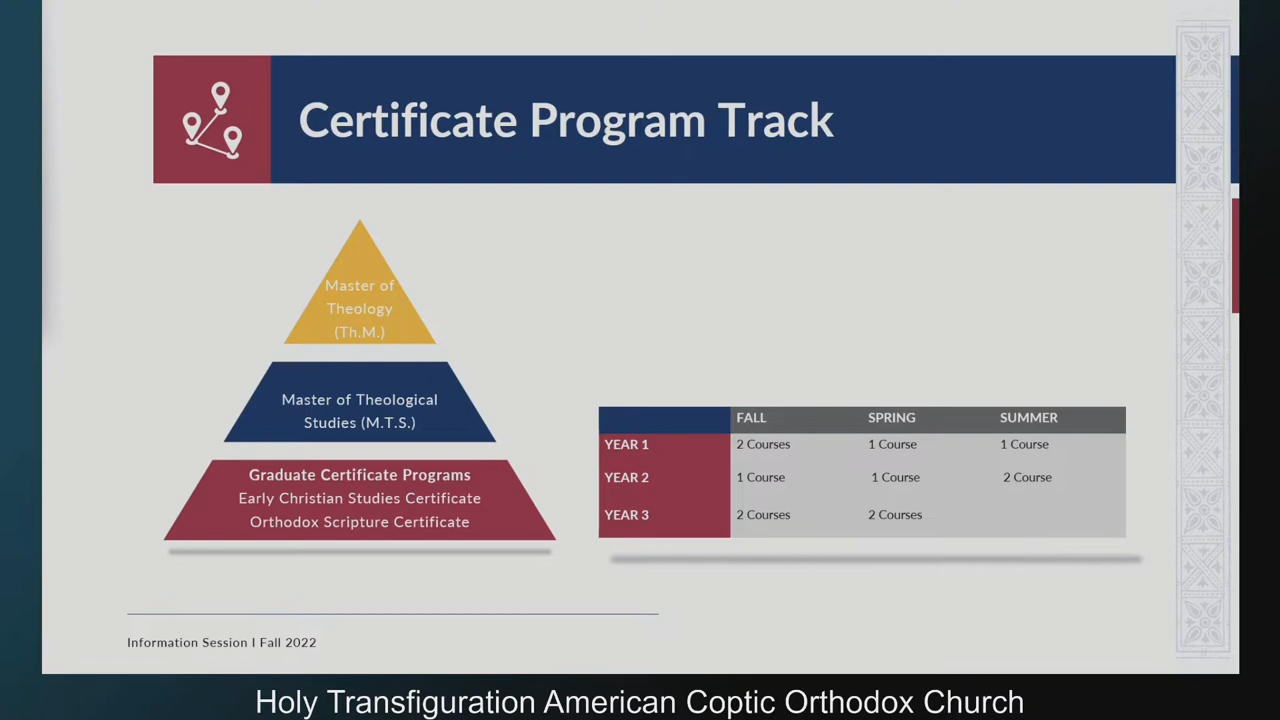 Certificate Program Track
Master of
Theology
(Th.M.)
Master of Theological
Studies (M.T.S.)
Graduate Certificate Programs
Early Christian Studies Certificate
Orthodox Scripture Certificate
FALL SPRING SUMMER
YEAR 1 2 Courses 1 Course 1 Course
YEAR 2 1 Course 1 Course 2 Course
YEAR 3 2 Courses 2 Courses
Information Session I Fall 2022
Holy Transfiguration American Coptic Orthodox Church